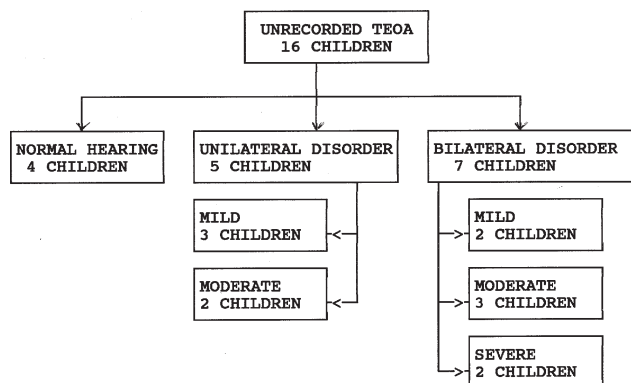 UNRECORDED TEOA
16 CHILDREN
NORMAL HEARING
4 CHILDREN
UNILATERAL DISORDER
5 CHILDREN
BILATERAL DISORDER
7 CHILDREN
MILD
3 CHILDREN
MODERATE
2 CHILDREN
MILD
2 CHILDREN
MODERATE
3 CHILDREN
SEVERE
2 CHILDREN